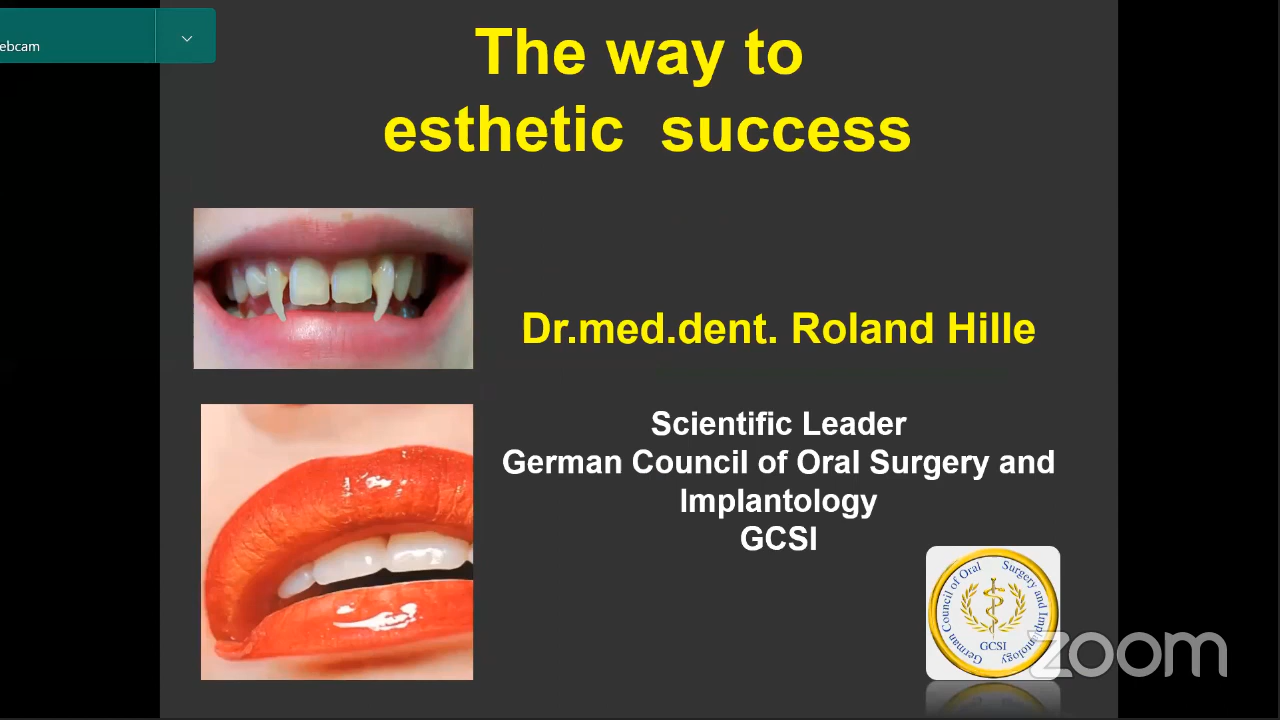 ebcam
The way to
esthetic success
Dr.med.dent. Roland Hille
Scientific Leader
German Council of Oral Surgery and
Implantology
GCSI
German Council of Oral Surgery and Implantology
GCSI
zoom